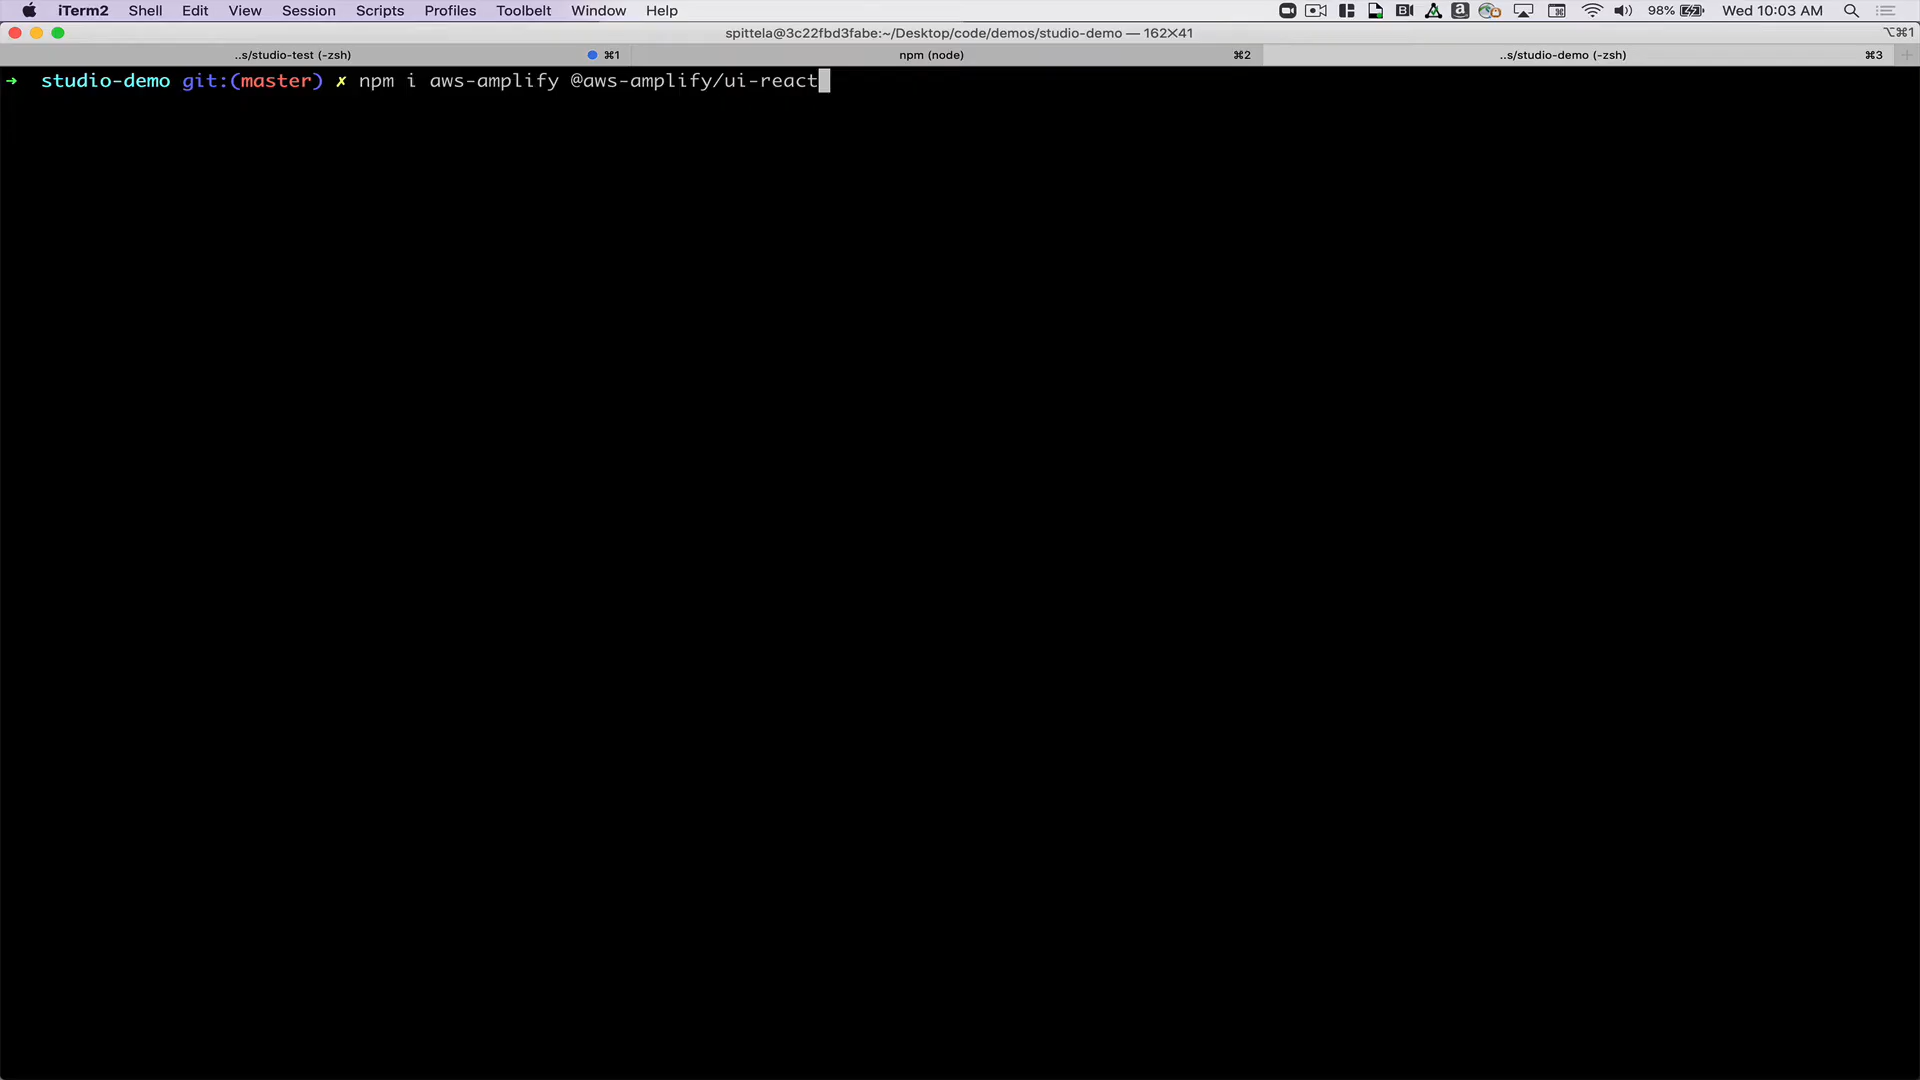 iTerm2 Shell Edit View Session Scripts Profiles Toolbelt Window Help 98% Wed 10:03 AM
spittela@3c22fbd3fabe:~/Desktop/code/demos/studio-demo — 162×41 ⌥⌘1
..s/studio-test (-zsh) ⌘1 npm (node) ⌘2 ..s/studio-demo (-zsh) ⌘3
➜ studio-demo git:(master) ✗ npm i aws-amplify @aws-amplify/ui-react